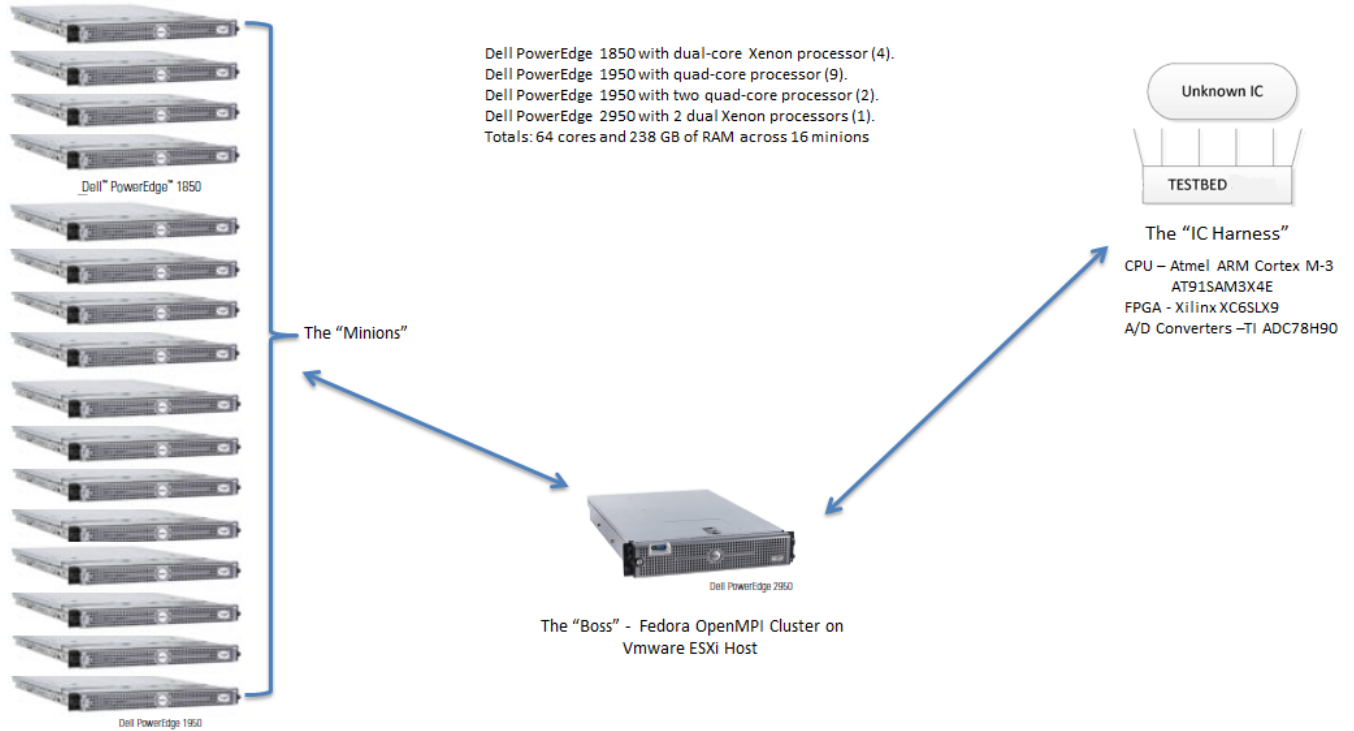 Dell PowerEdge 1850 with dual-core Xenon processor (4).
Dell PowerEdge 1950 with quad-core processor (9).
Dell PowerEdge 1950 with two quad-core processor (2).
Dell PowerEdge 2950 with 2 dual Xenon processors (1).
Totals: 64 cores and 238 GB of RAM across 16 minions
Dell™ PowerEdge™ 1850
The “Minions”
Dell PowerEdge 1950
Dell PowerEdge 2950
The “Boss” - Fedora OpenMPI Cluster on
Vmware ESXi Host
Unknown IC
TESTBED
The “IC Harness”
CPU – Atmel ARM Cortex M-3
AT91SAM3X4E
FPGA - Xilinx XC6SLX9
A/D Converters –TI ADC78H90